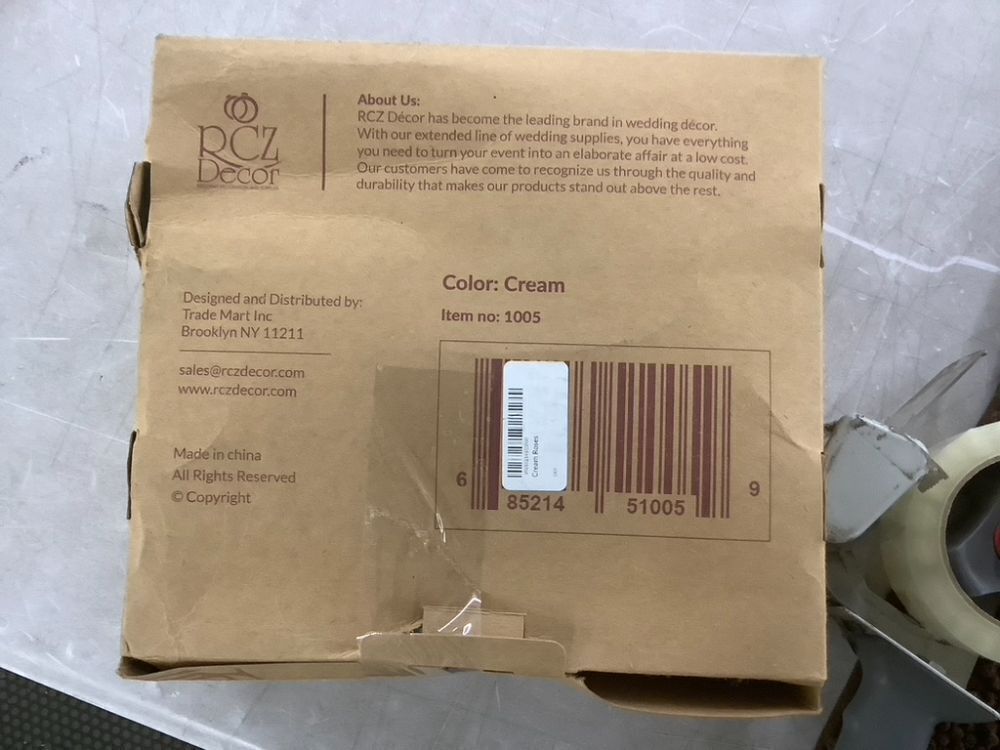 RCZ
Decor
About Us:
RCZ Décor has become the leading brand in wedding décor.
With our extended line of wedding supplies, you have everything
you need to turn your event into an elaborate affair at a low cost.
Our customers have come to recognize us through the quality and
durability that makes our products stand out above the rest.
Color: Cream
Item no: 1005
Designed and Distributed by:
Trade Mart Inc
Brooklyn NY 11211
sales@rczdecor.com
www.rczdecor.com
Made in china
All Rights Reserved
© Copyright
Cream Roses
6 85214 51005 9